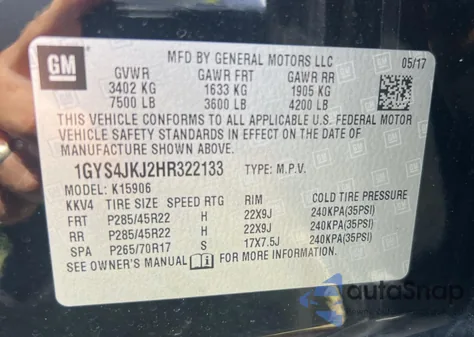 GM
MFD BY GENERAL MOTORS LLC 05/17
GVWR GAWR FRT GAWR RR
3402 KG 1633 KG 1905 KG
7500 LB 3600 LB 4200 LB
THIS VEHICLE CONFORMS TO ALL APPLICABLE U.S. FEDERAL MOTOR
VEHICLE SAFETY STANDARDS IN EFFECT ON THE DATE OF
MANUFACTURE SHOWN ABOVE.
1GYS4JKJ2HR322133 TYPE: M.P.V.
MODEL: K15906
KKV4 TIRE SIZE SPEED RTG RIM COLD TIRE PRESSURE
FRT P285/45R22 H 22X9J 240KPA(35PSI)
RR P285/45R22 H 22X9J 240KPA(35PSI)
SPA P265/70R17 S 17X7.5J 240KPA(35PSI)
SEE OWNER'S MANUAL FOR MORE INFORMATION.
autoSnap